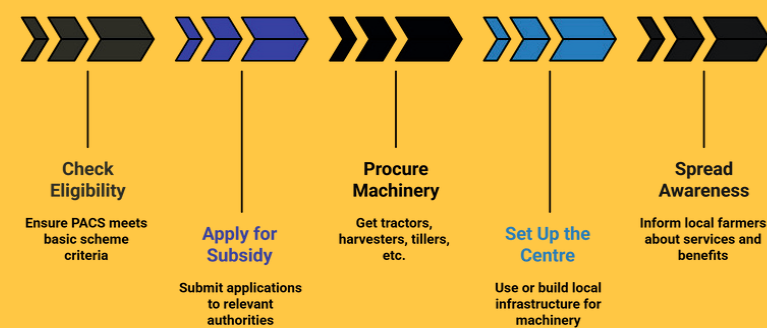 Check
Eligibility
Ensure PACS meets
basic scheme
criteria
Apply for
Subsidy
Submit applications
to relevant
authorities
Procure
Machinery
Get tractors,
harvesters, tillers,
etc.
Set Up the
Centre
Use or build local
infrastructure for
machinery
Spread
Awareness
Inform local farmers
about services and
benefits